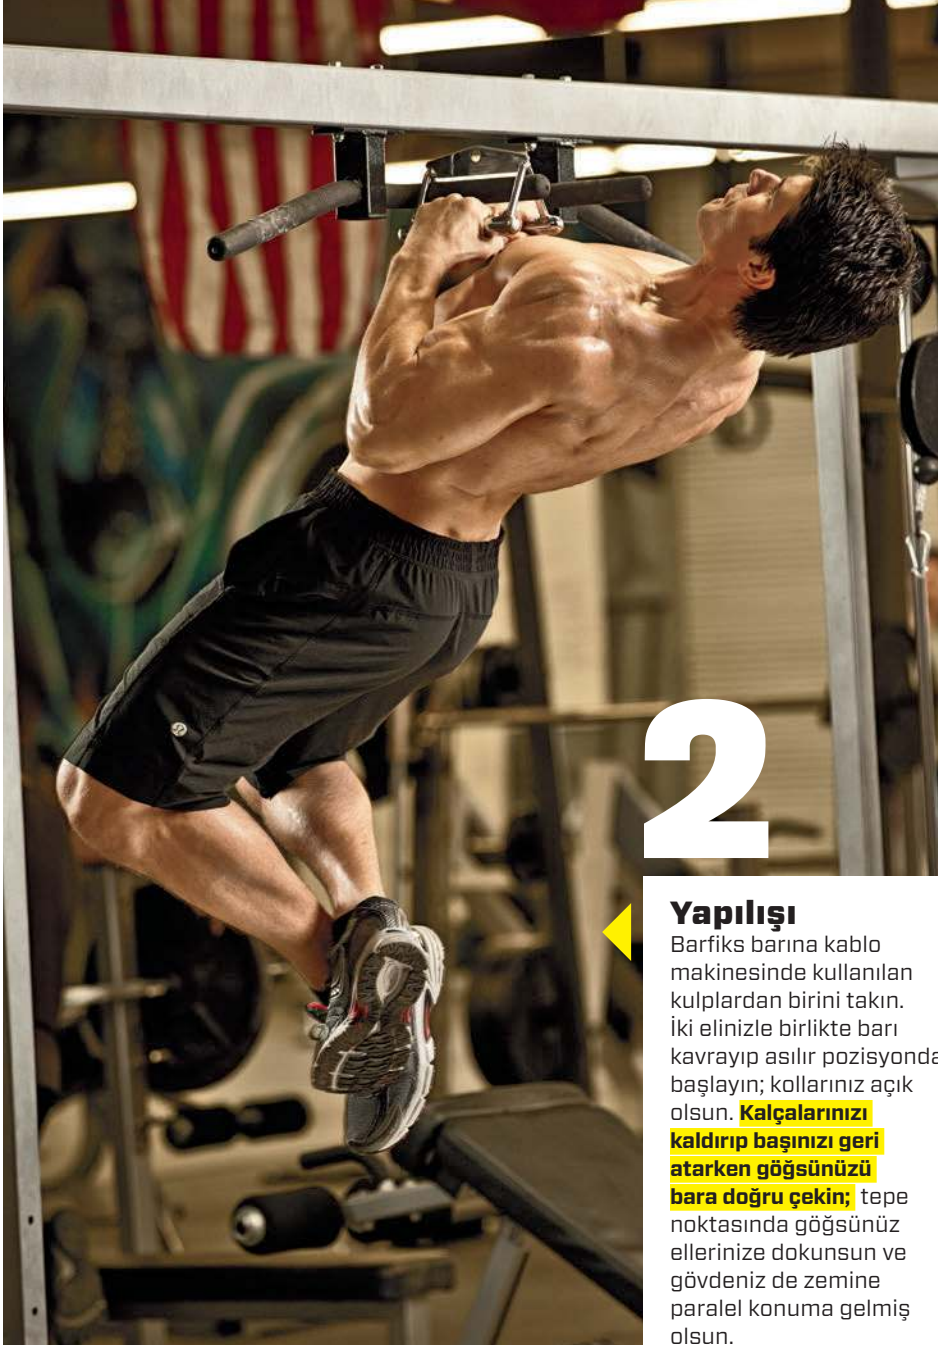 2
Yapılışı
Barfiks barına kablo
makinesinde kullanılan
kulplardan birini takın.
İki elinizle birlikte barı
kavrayıp asılır pozisyonda
başlayın; kollarınız açık
olsun. Kalçalarınızı
kaldırıp başınızı geri
atarken göğsünüzü
bara doğru çekin; tepe
noktasında göğsünüz
ellerinize dokunsun ve
gövdeniz de zemine
paralel konuma gelmiş
olsun.